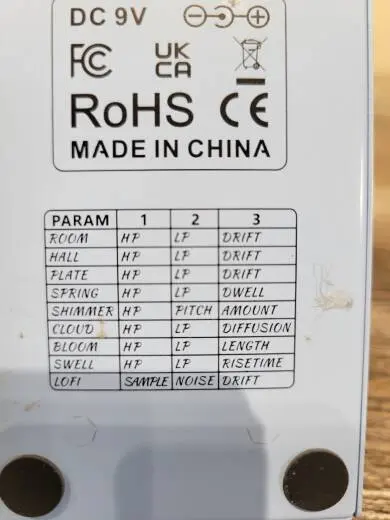 DC 9V
FC
UK
CA
RoHS CE
MADE IN CHINA
PARAM 1 2 3
ROOM HP LP DRIFT
HALL HP LP DRIFT
PLATE HP LP DRIFT
SPRING HP LP DWELL
SHIMMER HP PITCH AMOUNT
CLOUD HP LP DIFFUSION
BLOOM HP LP LENGTH
SWELL HP LP RISETIME
LOFI SAMPLE NOISE DRIFT